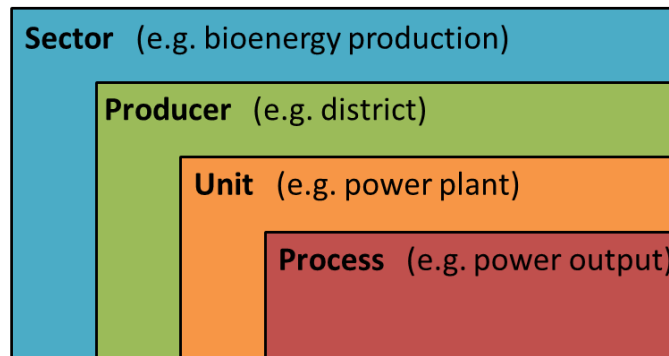 Sector (e.g. bioenergy production)
Producer (e.g. district)
Unit (e.g. power plant)
Process (e.g. power output)